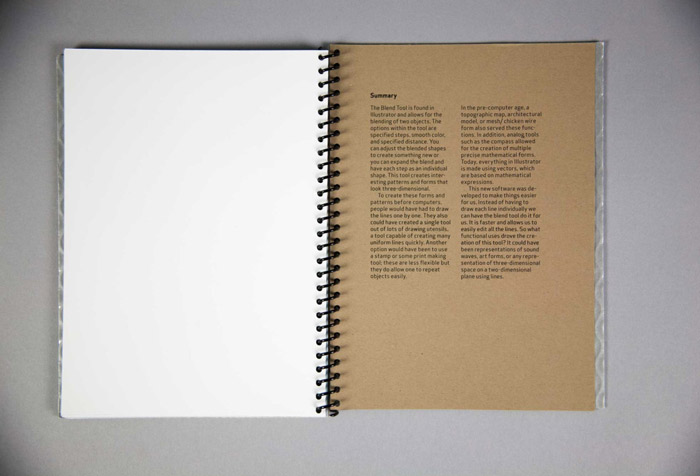 Summary
The Blend Tool is found in
Illustrator and allows for the
blending of two objects. The
options within the tool are
specified steps, smooth color,
and specified distance. You
can adjust the blended shapes
to create something new or
you can expand the blend and
have each step as an individual
shape. This tool creates inter-
esting patterns and forms that
look three-dimensional.
To create these forms and
patterns before computers,
people would have had to draw
the lines one by one. They also
could have created a single tool
out of lots of drawing utensils,
a tool capable of creating many
uniform lines quickly. Another
option would have been to use
a stamp or some print making
tool; these are less flexible but
they do allow one to repeat
objects easily.
In the pre-computer age, a
topographic map, architectural
model, or mesh/ chicken wire
form also served these func-
tions. In addition, analog tools
such as the compass allowed
for the creation of multiple
precise mathematical forms.
Today, everything in Illustrator
is made using vectors, which
are based on mathematical
expressions.
This new software was de-
veloped to make things easier
for us. Instead of having to
draw each line individually we
can have the blend tool do it for
us. It is faster and allows us to
easily edit all the lines. So what
functional uses drove the cre-
ation of this tool? It could have
been representations of sound
waves, art forms, or any repre-
sentation of three-dimensional
space on a two-dimensional
plane using lines.